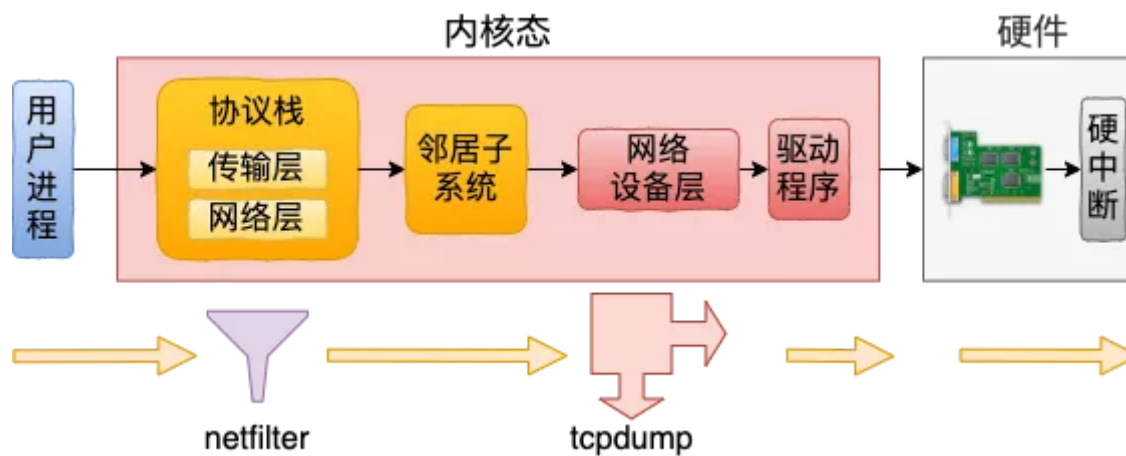 内核态
硬件
用户进程
协议栈
传输层
网络层
邻居子
系统
网络
设备层
驱动
程序
硬中断
netfilter
tcpdump